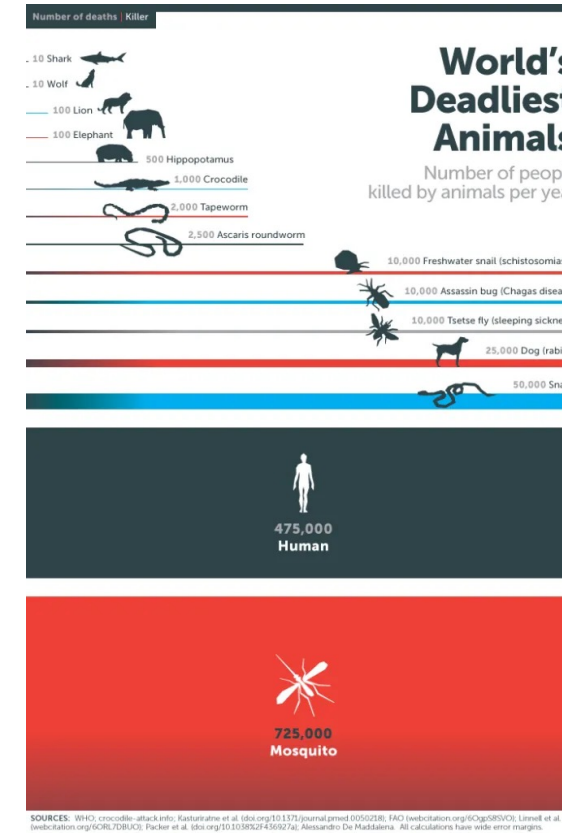 Number of deaths | Killer
World's
Deadliest
Animals
Number of peop
killed by animals per yea
10 Shark
10 Wolf
100 Lion
100 Elephant
500 Hippopotamus
1,000 Crocodile
2,000 Tapeworm
2,500 Ascaris roundworm
10,000 Freshwater snail (schistosomias
10,000 Assassin bug (Chagas disea
10,000 Tsetse fly (sleeping sickne
25,000 Dog (rabi
50,000 Sna
475,000
Human
725,000
Mosquito
SOURCES: WHO; crocodile-attack.info; Kasturiratne et al. (doi.org/10.1371/journal.pmed.0050218); FAO (webcitation.org/6OgpS8SVO); Linnell et al.
(webcitation.org/6ORL7DBUO); Packer et al. (doi.org/10.1038%2F436927a); Alessandro De Maddalena. All calculations have wide error margins.